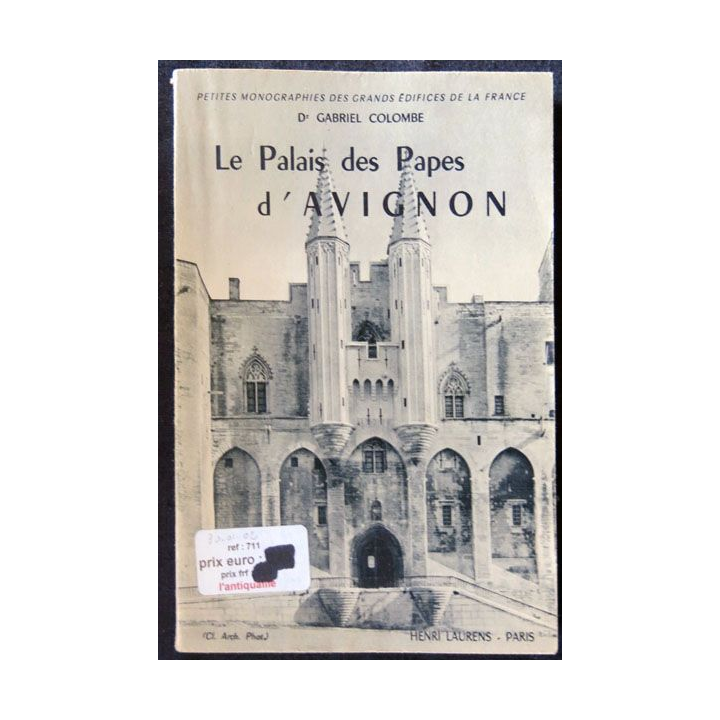 PETITES MONOGRAPHIES DES GRANDS ÉDIFICES DE LA FRANCE
Dr GABRIEL COLOMBE
Le Palais des Papes
d'AVIGNON
ref : 711
prix euro :
prix frf
l'antiquaille
(Cl. Arch. Phot.)
HENRI LAURENS - PARIS